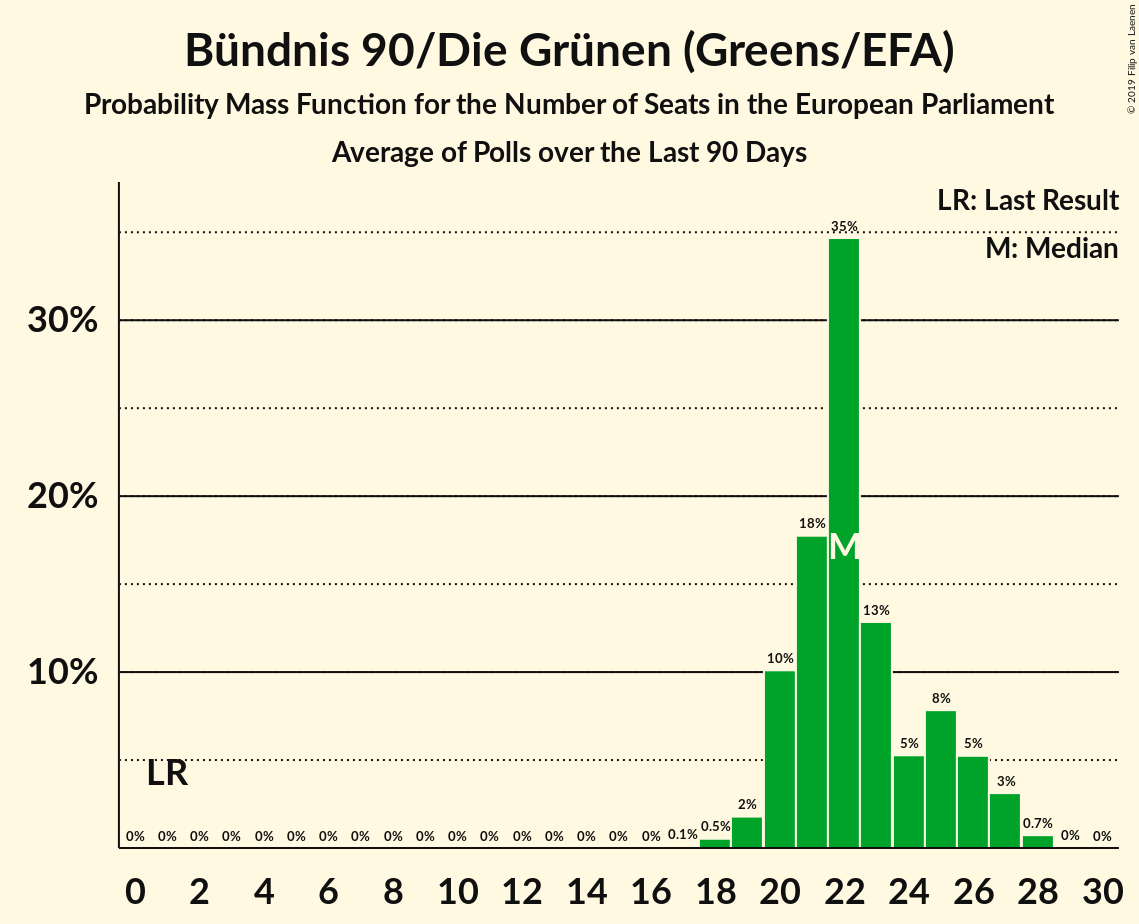 Bündnis 90/Die Grünen (Greens/EFA)
Probability Mass Function for the Number of Seats in the European Parliament
Average of Polls over the Last 90 Days
© 2019 Filip van Laenen
LR: Last Result
M: Median
35%
30%
20%
18%
M
13%
10%
10%
8%
5%
5%
LR
3%
2%
0% 0% 0% 0% 0% 0% 0% 0% 0% 0% 0% 0% 0% 0% 0% 0% 0% 0.1% 0.5% 0.7% 0% 0%
0 2 4 6 8 10 12 14 16 18 20 22 24 26 28 30